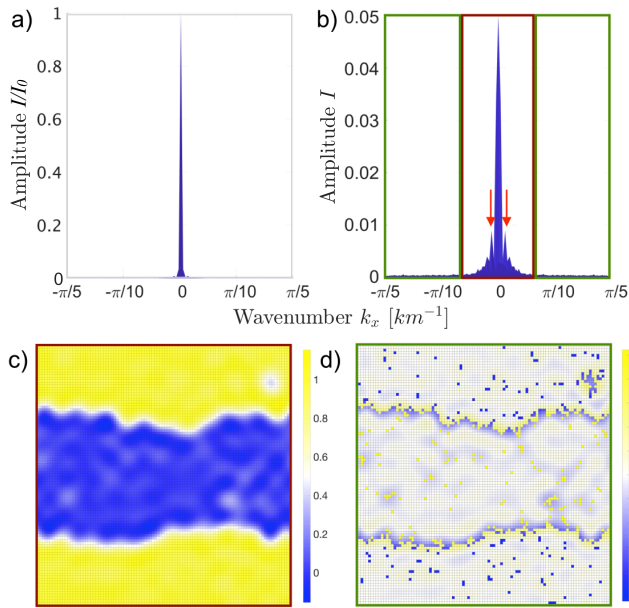 a)
b)
1
0.8
0.6
0.4
0.2
0
Amplitude I/I₀
-π/5 -π/10 0 π/10 π/5
0.05
0.04
0.03
0.02
0.01
0
Amplitude I
-π/5 -π/10 0 π/10 π/5
Wavenumber kₓ [km⁻¹]
c)
1
0.8
0.6
0.4
0.2
0
d)